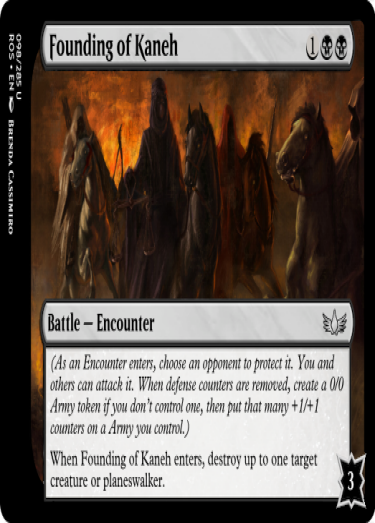 Founding of Kaneh 1
Battle – Encounter
(As an Encounter enters, choose an opponent to protect it. You and
others can attack it. When defense counters are removed, create a 0/0
Army token if you don't control one, then put that many +1/+1
counters on a Army you control.)
When Founding of Kaneh enters, destroy up to one target
creature or planeswalker.
3
098/285 U
ROS • EN BRENDA CASSIMIRO